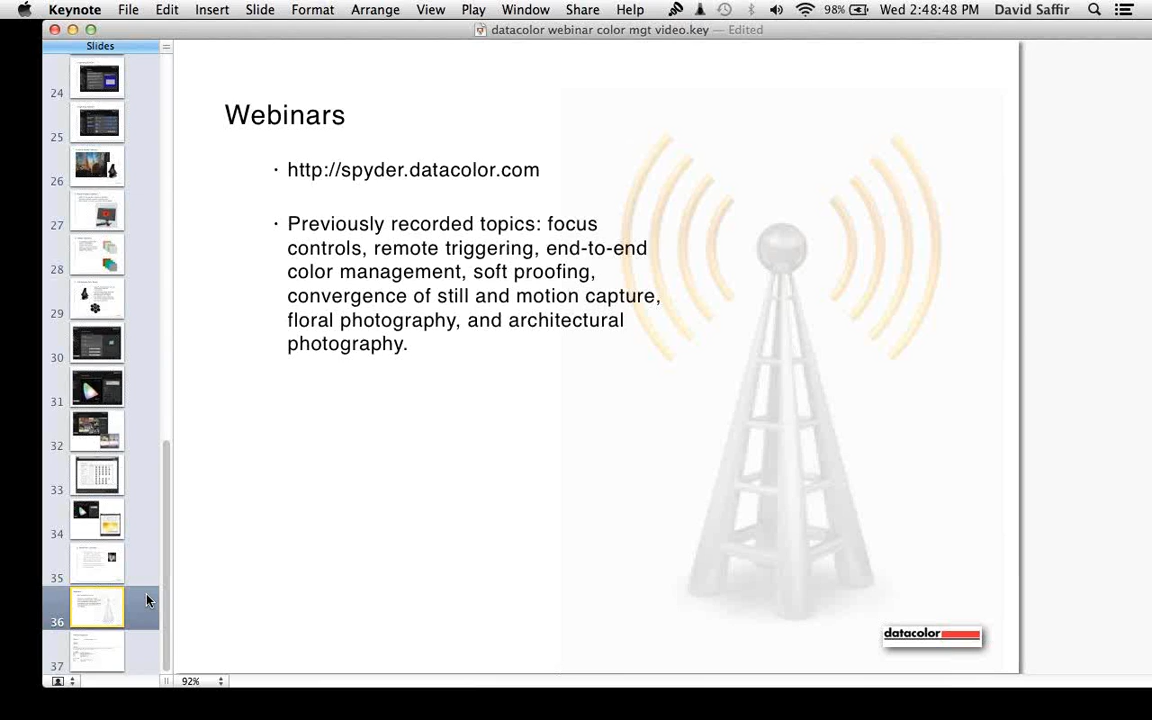 Keynote File Edit Insert Slide Format Arrange View Play Window Share Help 98% Wed 2:48:48 PM David Saffir
datacolor webinar color mgt video.key — Edited
Slides
24
25
26
27
28
29
30
31
32
33
34
35
36
37
Webinars
· http://spyder.datacolor.com
· Previously recorded topics: focus
controls, remote triggering, end-to-end
color management, soft proofing,
convergence of still and motion capture,
floral photography, and architectural
photography.
datacolor
92%